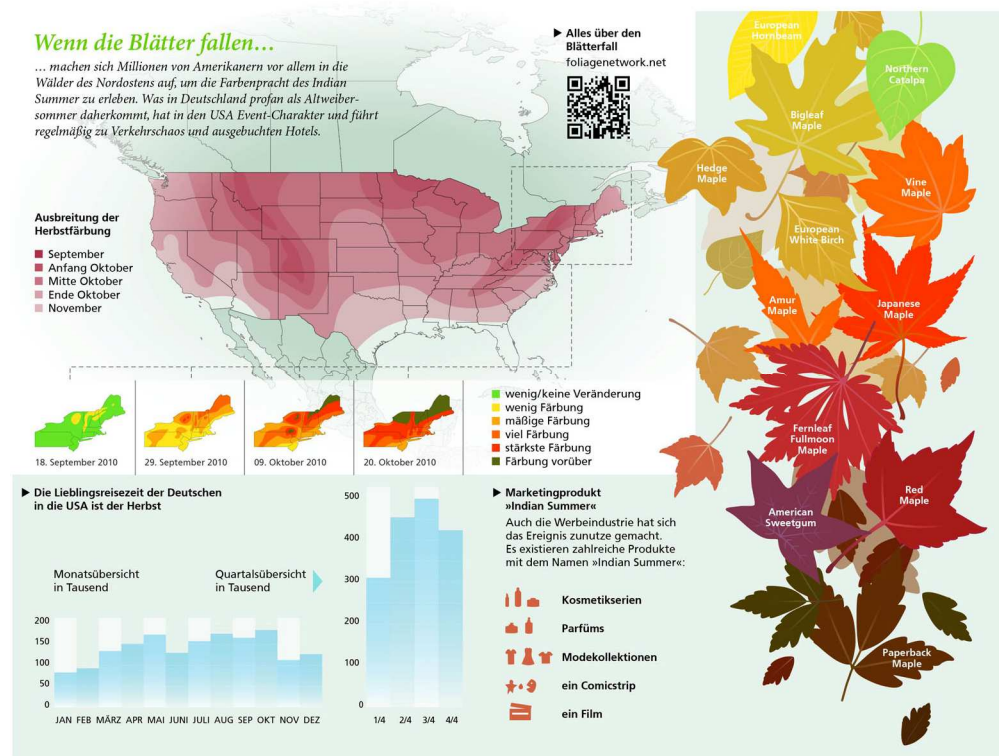 Wenn die Blätter fallen…
… machen sich Millionen von Amerikanern vor allem in die
Wälder des Nordostens auf, um die Farbenpracht des Indian
Summer zu erleben. Was in Deutschland profan als Altweiber-
sommer daherkommt, hat in den USA Event-Charakter und führt
regelmäßig zu Verkehrschaos und ausgebuchten Hotels.
▶ Alles über den
Blätterfall
foliagenetwork.net
Ausbreitung der
Herbstfärbung
September
Anfang Oktober
Mitte Oktober
Ende Oktober
November
18. September 2010
29. September 2010
09. Oktober 2010
20. Oktober 2010
wenig/keine Veränderung
wenig Färbung
mäßige Färbung
viel Färbung
stärkste Färbung
Färbung vorüber
▶ Die Lieblingsreisezeit der Deutschen
in die USA ist der Herbst
Monatsübersicht
in Tausend
200
150
100
50
0
JAN FEB MÄRZ APR MAI JUNI JULI AUG SEP OKT NOV DEZ
Quartalsübersicht
in Tausend
500
400
300
200
100
0
1/4 2/4 3/4 4/4
▶ Marketingprodukt
»Indian Summer«
Auch die Werbeindustrie hat sich
das Ereignis zunutze gemacht.
Es existieren zahlreiche Produkte
mit dem Namen »Indian Summer«:
Kosmetikserien
Parfüms
Modekollektionen
ein Comicstrip
ein Film
European
Hornbeam
Northern
Catalpa
Bigleaf
Maple
Hedge
Maple
Vine
Maple
European
White Birch
Amur
Maple
Japanese
Maple
Fernleaf
Fullmoon
Maple
Red
Maple
American
Sweetgum
Paperback
Maple